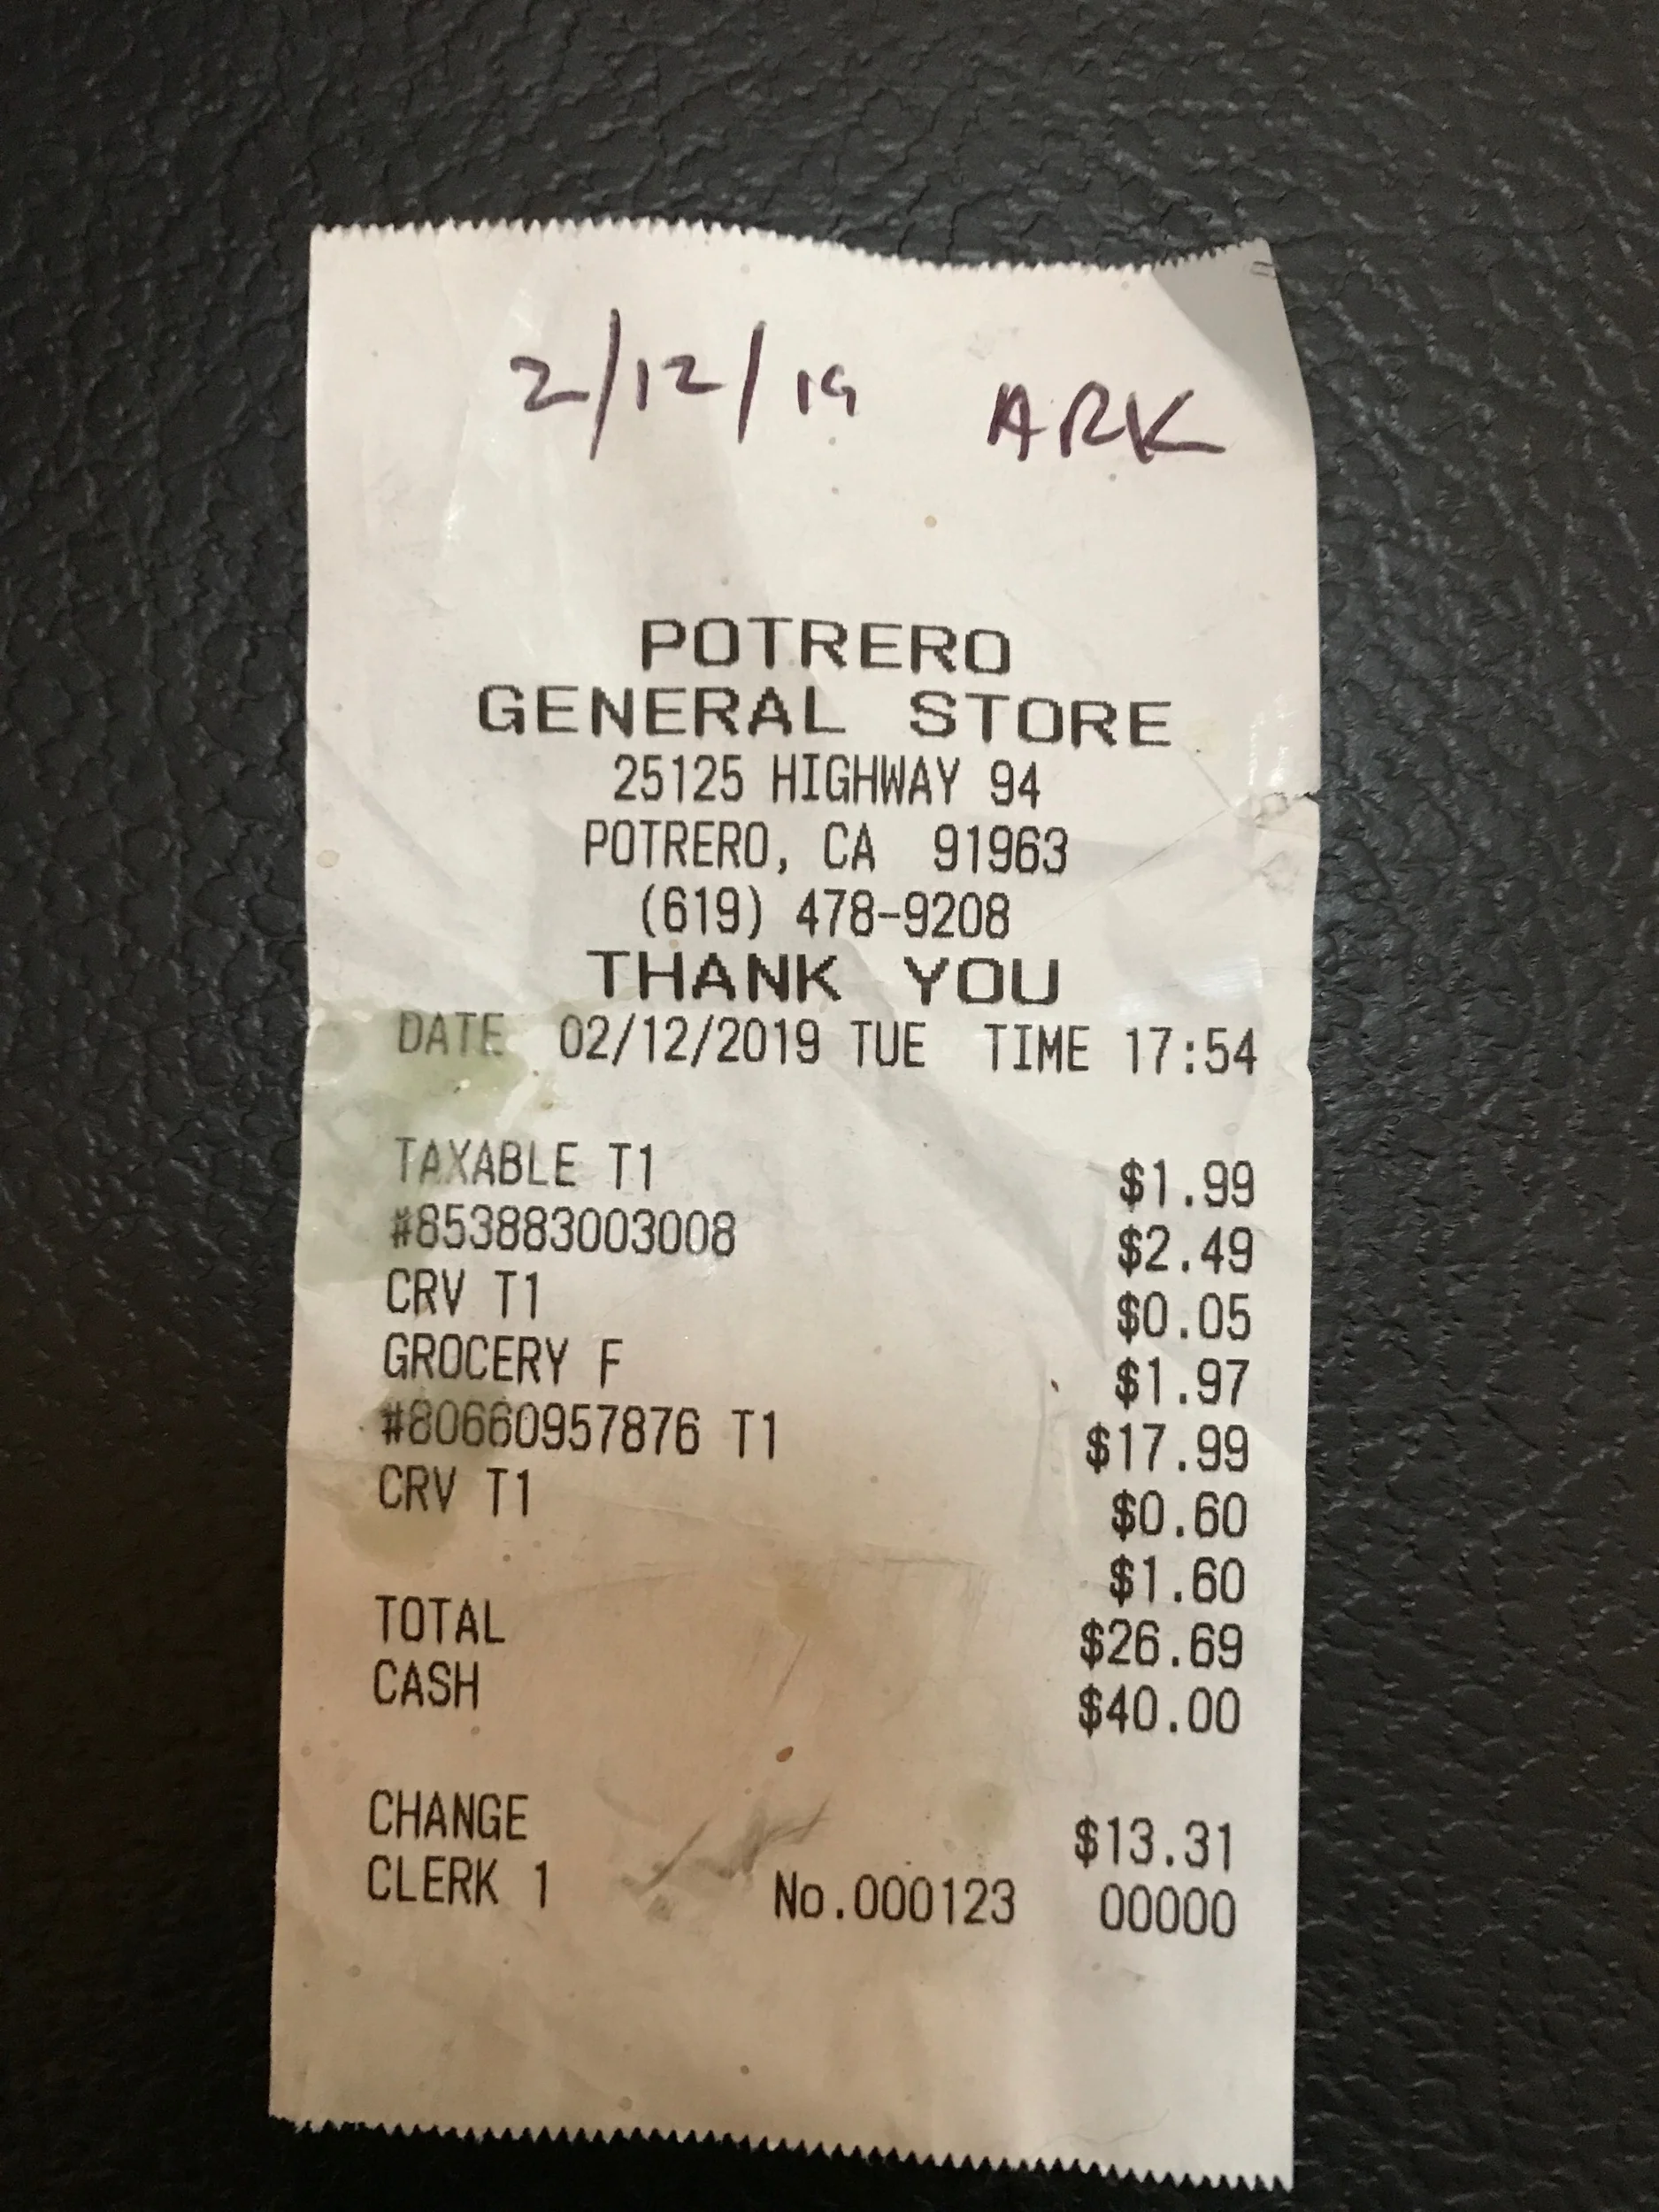 2/12/19 ARK
POTRERO
GENERAL STORE
25125 HIGHWAY 94
POTRERO, CA 91963
(619) 478-9208
THANK YOU
DATE 02/12/2019 TUE TIME 17:54
TAXABLE T1 $1.99
#853883003008 $2.49
CRV T1 $0.05
GROCERY F $1.97
#80660957876 T1 $17.99
CRV T1 $0.60
$1.60
TOTAL $26.69
CASH $40.00
CHANGE $13.31
CLERK 1 No.000123 00000